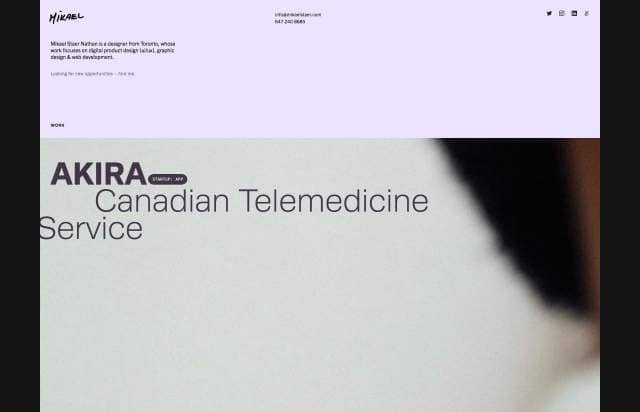 MIKAEL
info@mikaelstaer.com
647 240 8685
Mikael Staer Nathan is a designer from Toronto, whose
work focuses on digital product design (ui/ux), graphic
design & web development.
Looking for new opportunities – hire me.
WORK
AKIRA STARTUP / APP
Canadian Telemedicine
Service